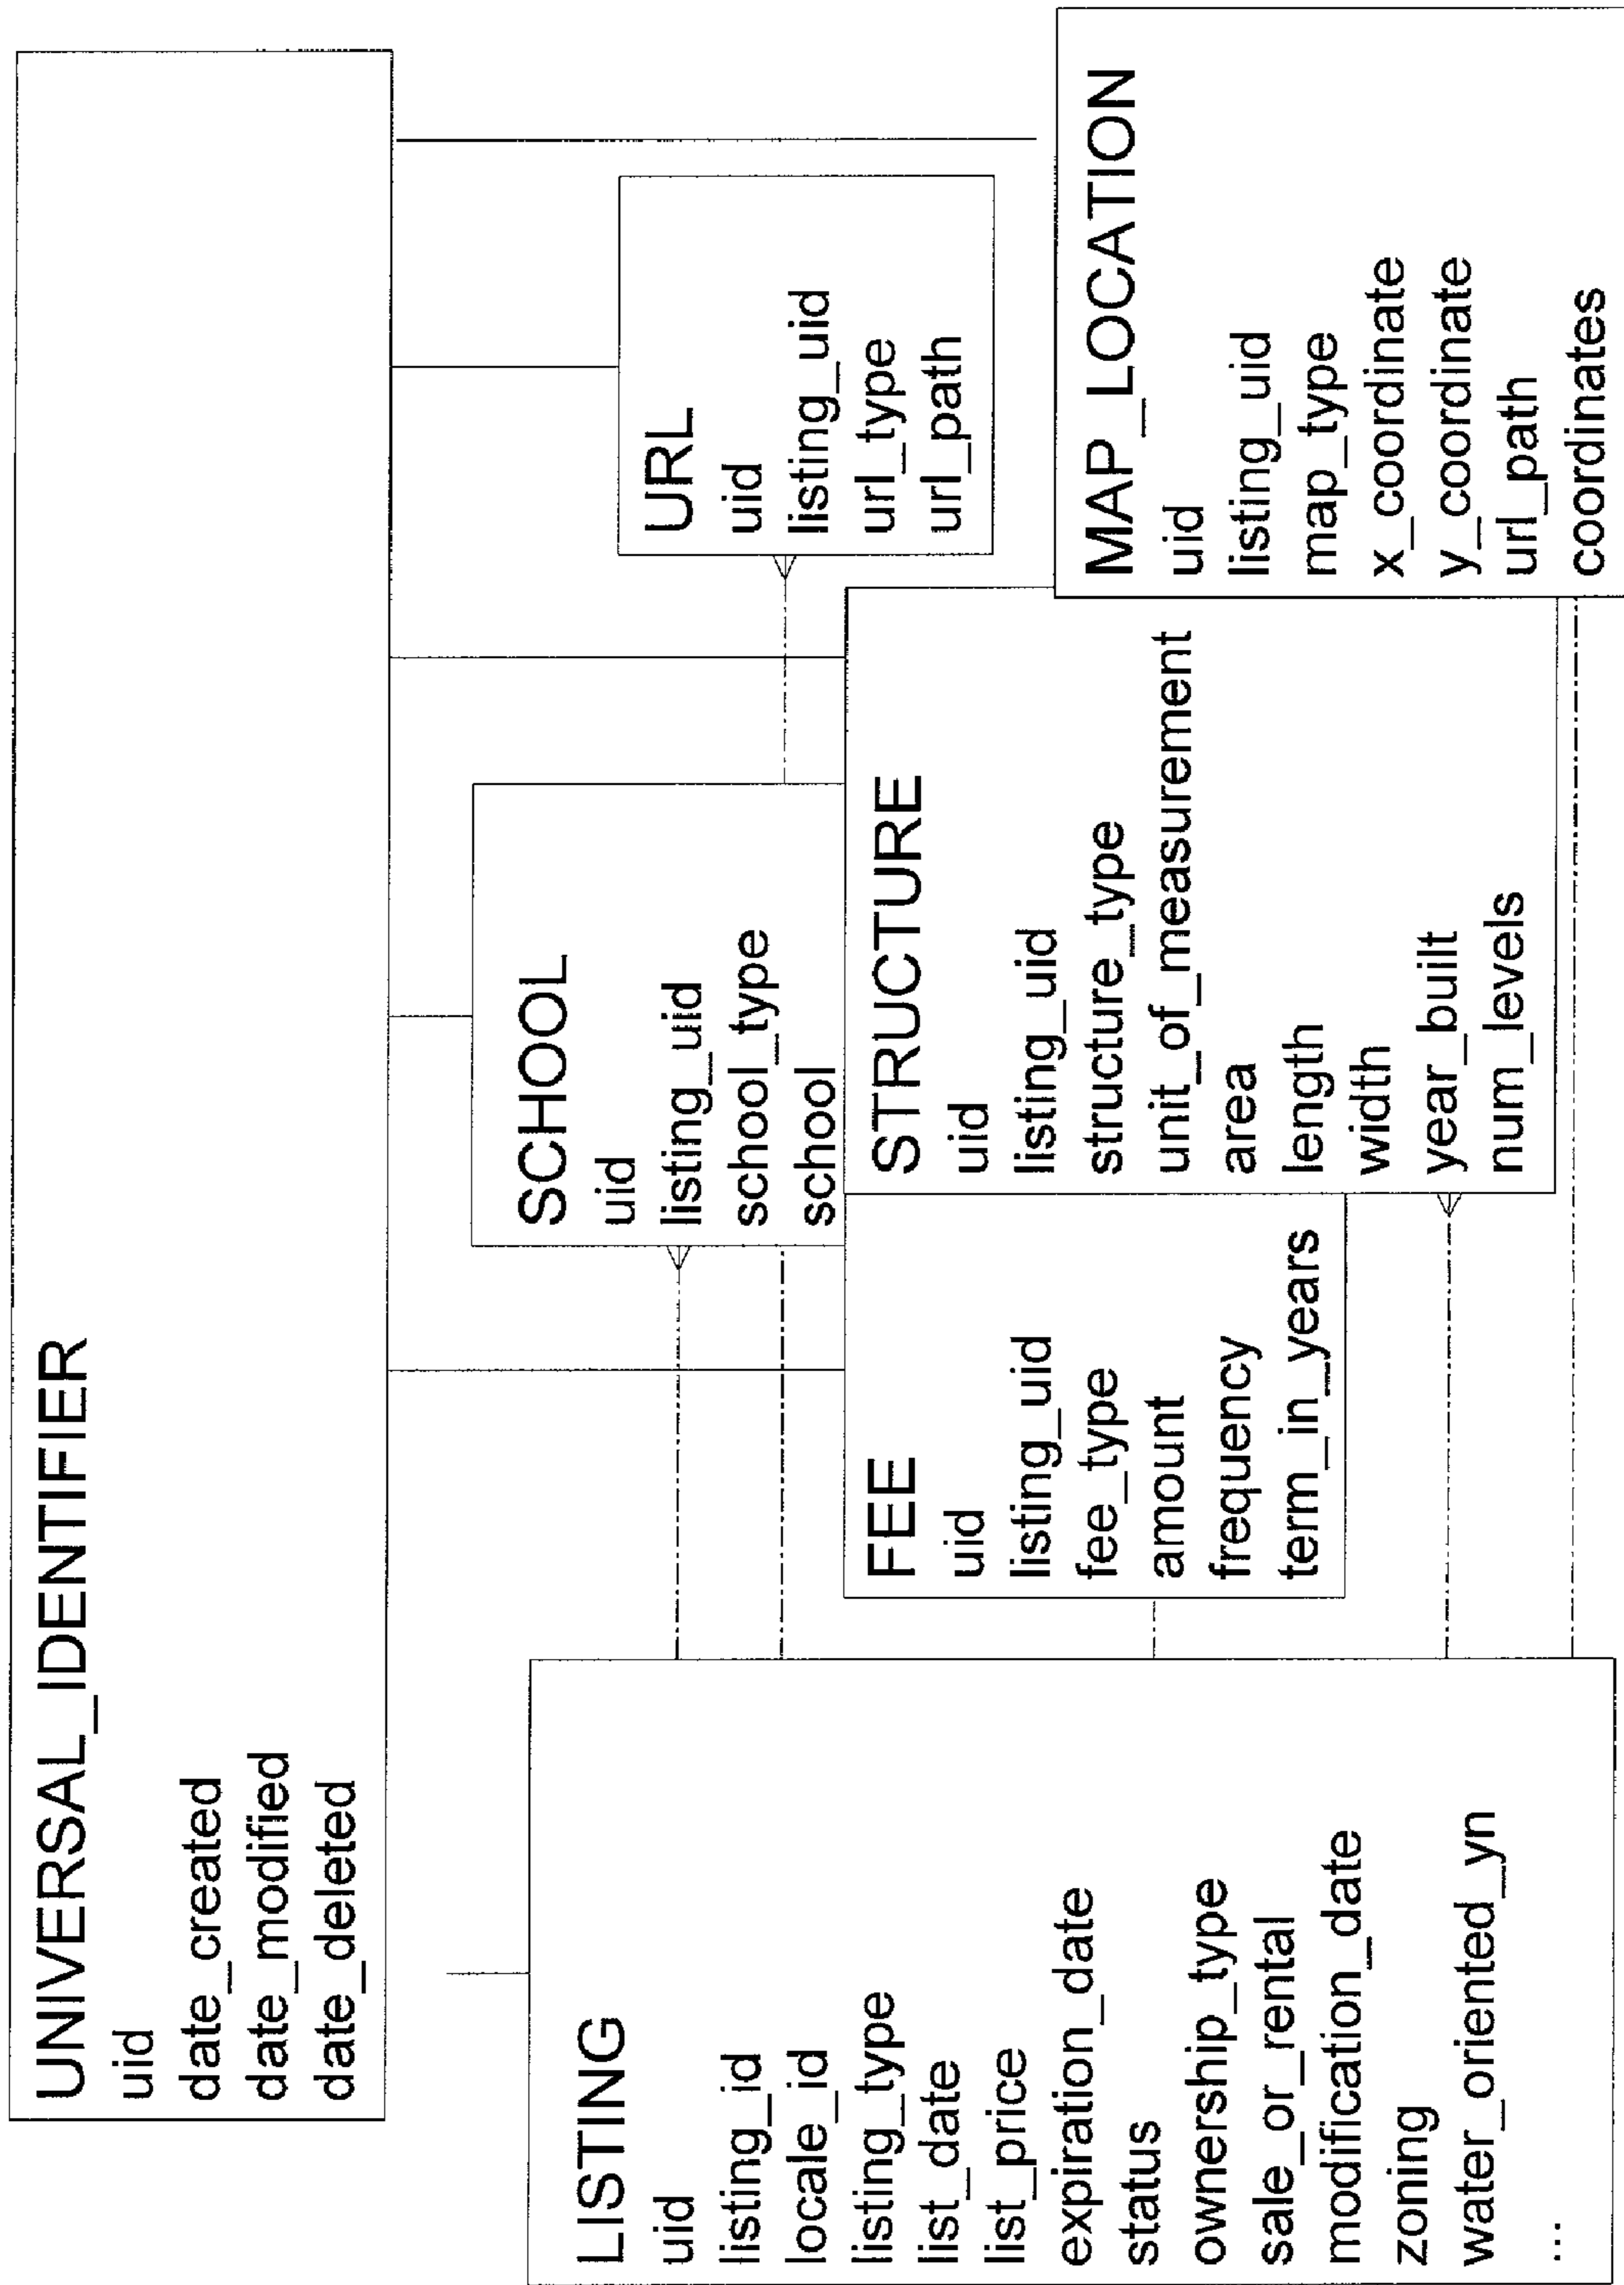 UNIVERSAL_IDENTIFIER
uid
date_created
date_modified
date_deleted
LISTING
uid
listing_id
locale_id
listing_type
list_date
list_price
expiration_date
status
ownership_type
sale_or_rental
modification_date
zoning
water_oriented_yn
...
SCHOOL
uid
listing_uid
school_type
school
FEE
uid
listing_uid
fee_type
amount
frequency
term_in_years
STRUCTURE
uid
listing_uid
structure_type
unit_of_measurement
area
length
width
year_built
num_levels
URL
uid
listing_uid
url_type
url_path
MAP_LOCATION
uid
listing_uid
map_type
x_coordinate
y_coordinate
url_path
coordinates